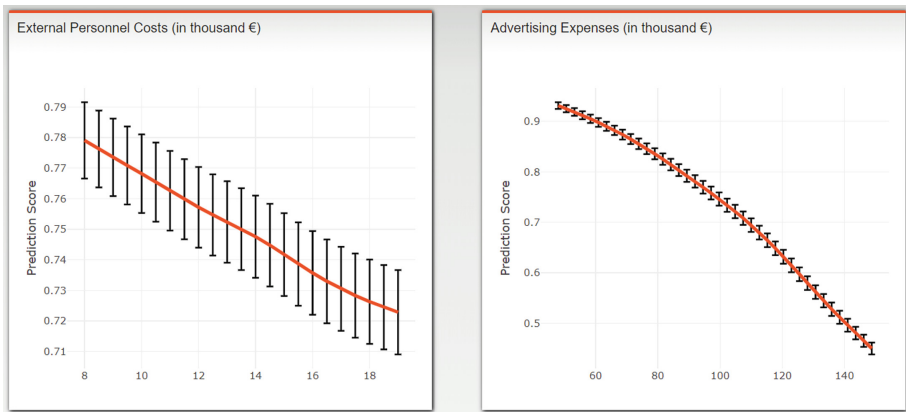 External Personnel Costs (in thousand €)
0.79
0.78
0.77
0.76
0.75
0.74
0.73
0.72
0.71
Prediction Score
8 10 12 14 16 18
Advertising Expenses (in thousand €)
0.9
0.8
0.7
0.6
0.5
Prediction Score
60 80 100 120 140